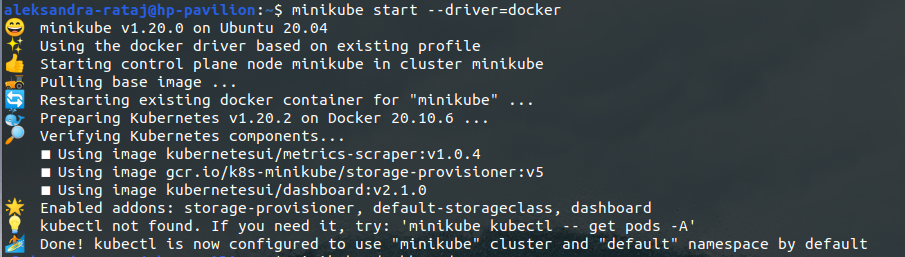 aleksandra-rataj@hp-pavilion:~$ minikube start --driver=docker
minikube v1.20.0 on Ubuntu 20.04
Using the docker driver based on existing profile
Starting control plane node minikube in cluster minikube
Pulling base image ...
Restarting existing docker container for "minikube" ...
Preparing Kubernetes v1.20.2 on Docker 20.10.6 ...
Verifying Kubernetes components...
■ Using image kubernetesui/metrics-scraper:v1.0.4
■ Using image gcr.io/k8s-minikube/storage-provisioner:v5
■ Using image kubernetesui/dashboard:v2.1.0
Enabled addons: storage-provisioner, default-storageclass, dashboard
kubectl not found. If you need it, try: 'minikube kubectl -- get pods -A'
Done! kubectl is now configured to use "minikube" cluster and "default" namespace by default